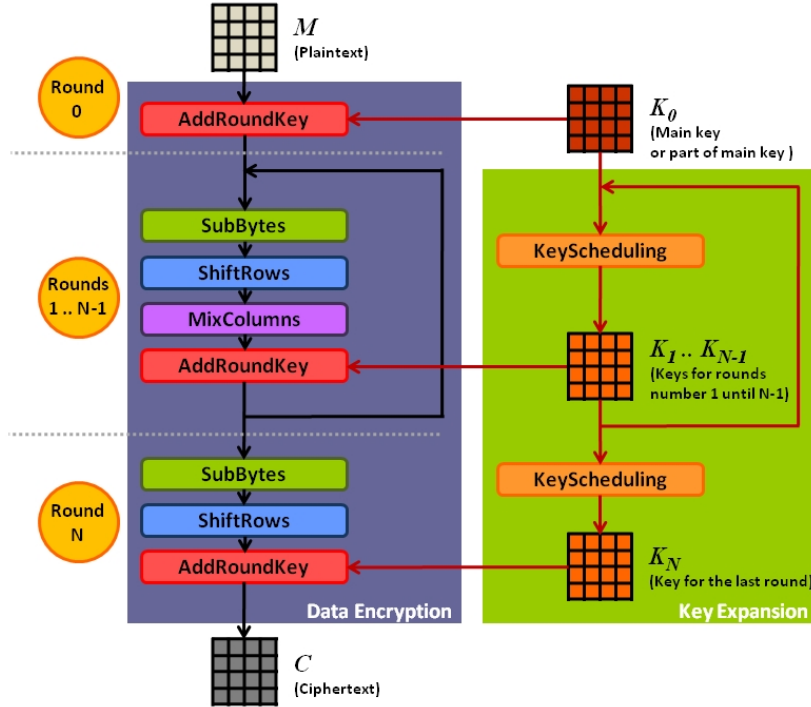 M
(Plaintext)
Round
0
AddRoundKey
K0
(Main key
or part of main key )
SubBytes
KeyScheduling
ShiftRows
Rounds
1 .. N-1
MixColumns
AddRoundKey
K1 .. KN-1
(Keys for rounds
number 1 until N-1)
SubBytes
KeyScheduling
Round
N
ShiftRows
AddRoundKey
KN
(Key for the last round)
Data Encryption
Key Expansion
C
(Ciphertext)